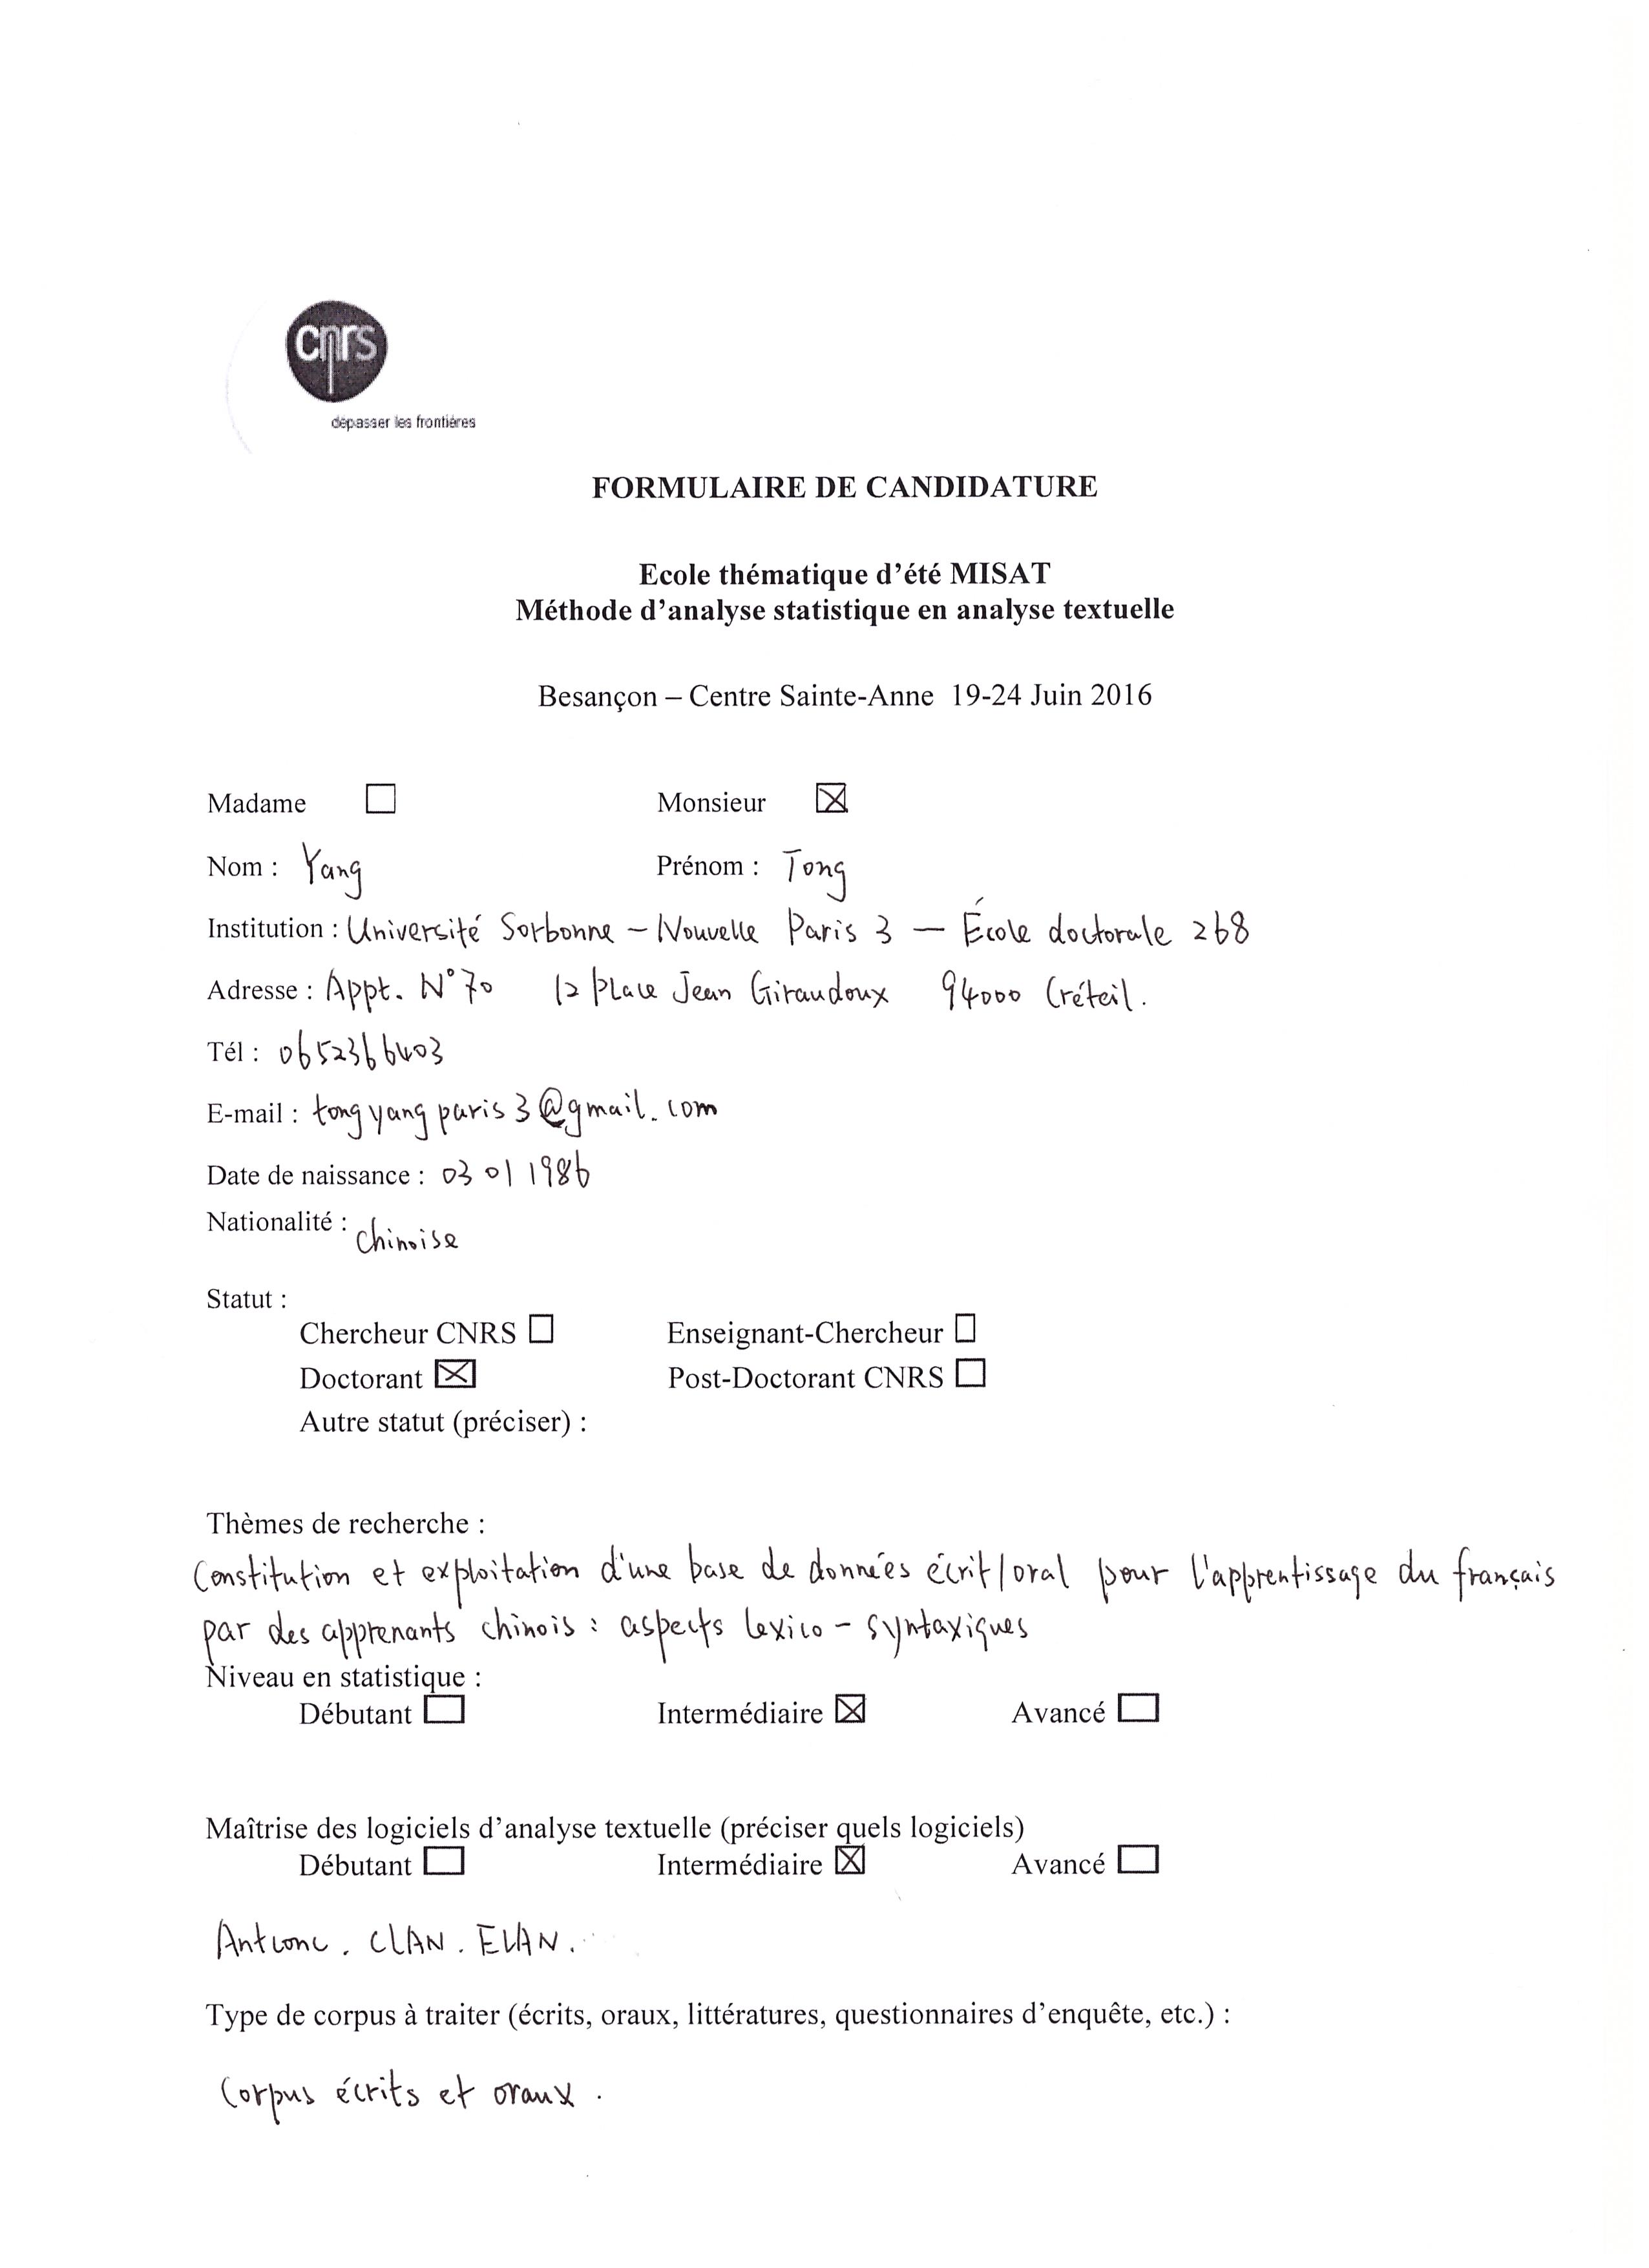 cnrs
dépasser les frontières
FORMULAIRE DE CANDIDATURE
Ecole thématique d'été MISAT
Méthode d'analyse statistique en analyse textuelle
Besançon – Centre Sainte-Anne 19-24 Juin 2016
Madame ☐ Monsieur ☒
Nom : Yang Prénom : Tong
Institution : Université Sorbonne – Nouvelle Paris 3 — École doctorale 268
Adresse : Appt. N°70 12 place Jean Giraudoux 94000 Créteil.
Tél : 0652366403
E-mail : tongyangparis3@gmail.com
Date de naissance : 03 01 1986
Nationalité : chinoise
Statut :
Chercheur CNRS ☐ Enseignant-Chercheur ☐
Doctorant ☒ Post-Doctorant CNRS ☐
Autre statut (préciser) :
Thèmes de recherche :
Constitution et exploitation d'une base de données écrit/oral pour l'apprentissage du français
par des apprenants chinois : aspects lexico - syntaxiques
Niveau en statistique :
Débutant ☐ Intermédiaire ☒ Avancé ☐
Maîtrise des logiciels d'analyse textuelle (préciser quels logiciels)
Débutant ☐ Intermédiaire ☒ Avancé ☐
Antconc . CLAN . ELAN .
Type de corpus à traiter (écrits, oraux, littératures, questionnaires d'enquête, etc.) :
Corpus écrits et oraux .